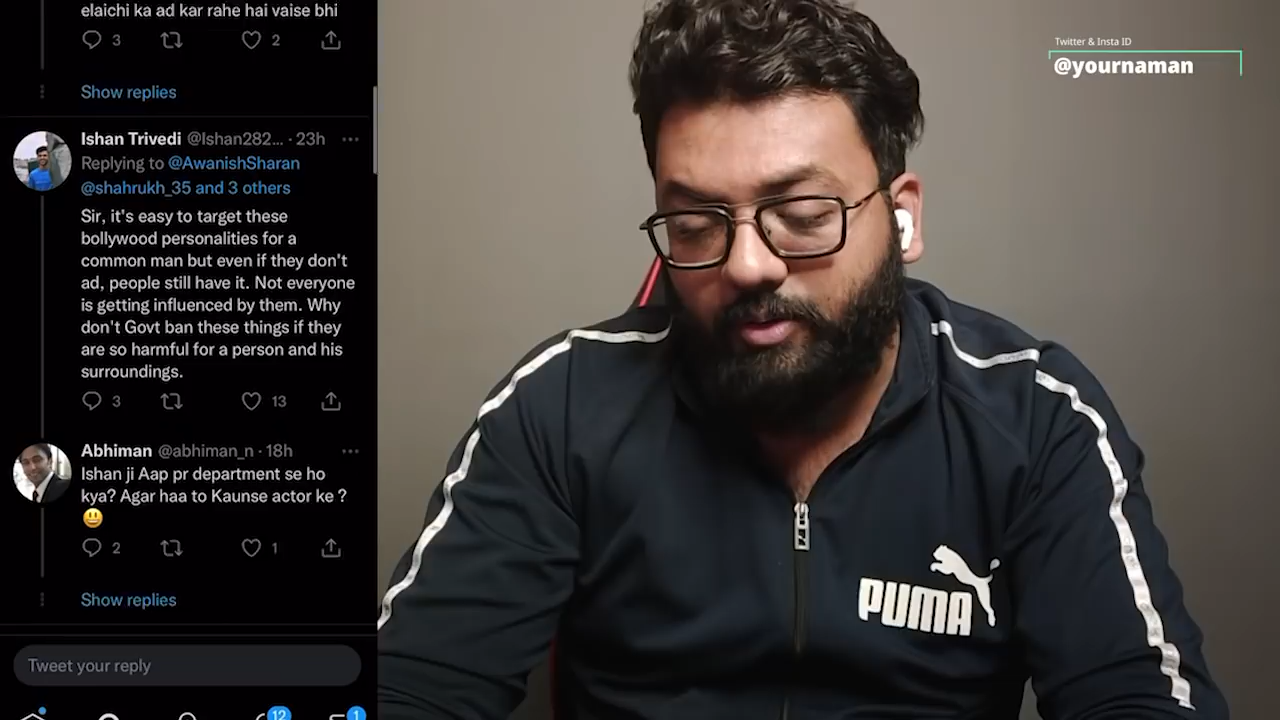 elaichi ka ad kar rahe hai vaise bhi
3 2
Show replies
Ishan Trivedi @Ishan282... · 23h
Replying to @AwanishSharan
@shahrukh_35 and 3 others
Sir, it's easy to target these
bollywood personalities for a
common man but even if they don't
ad, people still have it. Not everyone
is getting influenced by them. Why
don't Govt ban these things if they
are so harmful for a person and his
surroundings.
3 13
Abhiman @abhiman_n · 18h
Ishan ji Aap pr department se ho
kya? Agar haa to Kaunse actor ke ?
😃
2 1
Show replies
Tweet your reply
12 1
Twitter & Insta ID
@yournaman
PUMA